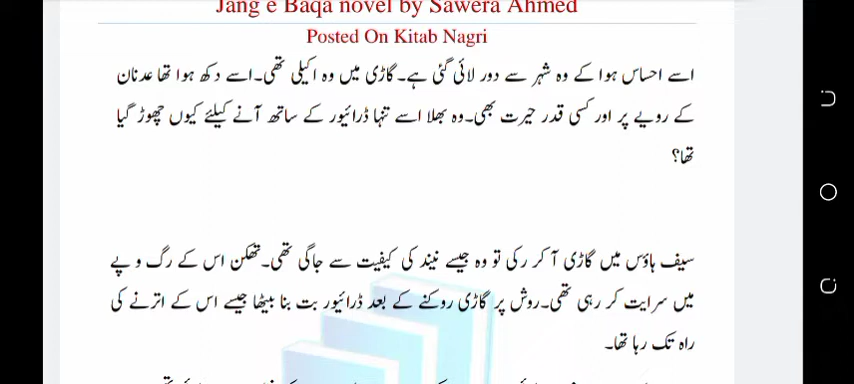 Jang e Baqa novel by Sawera Ahmed
Posted On Kitab Nagri
اسے احساس ہوا کے وہ شہر سے دور لائی گئی ہے۔گاڑی میں وہ اکیلی تھی۔اسے دکھ ہوا تھا عدنان
کے رویے پر اور کسی قدر حیرت بھی۔وہ بھلا اسے تنہا ڈرائیور کے ساتھ آنے کیلئے کیوں چھوڑ گیا
تھا؟
سیف ہاؤس میں گاڑی آ کر رکی تو وہ جیسے نیند کی کیفیت سے جاگی تھی۔تھکن اس کے رگ و پے
میں سرایت کر رہی تھی۔روش پر گاڑی روکنے کے بعد ڈرائیور بت بنا بیٹھا جیسے اس کے اترنے کی
راہ تک رہا تھا۔